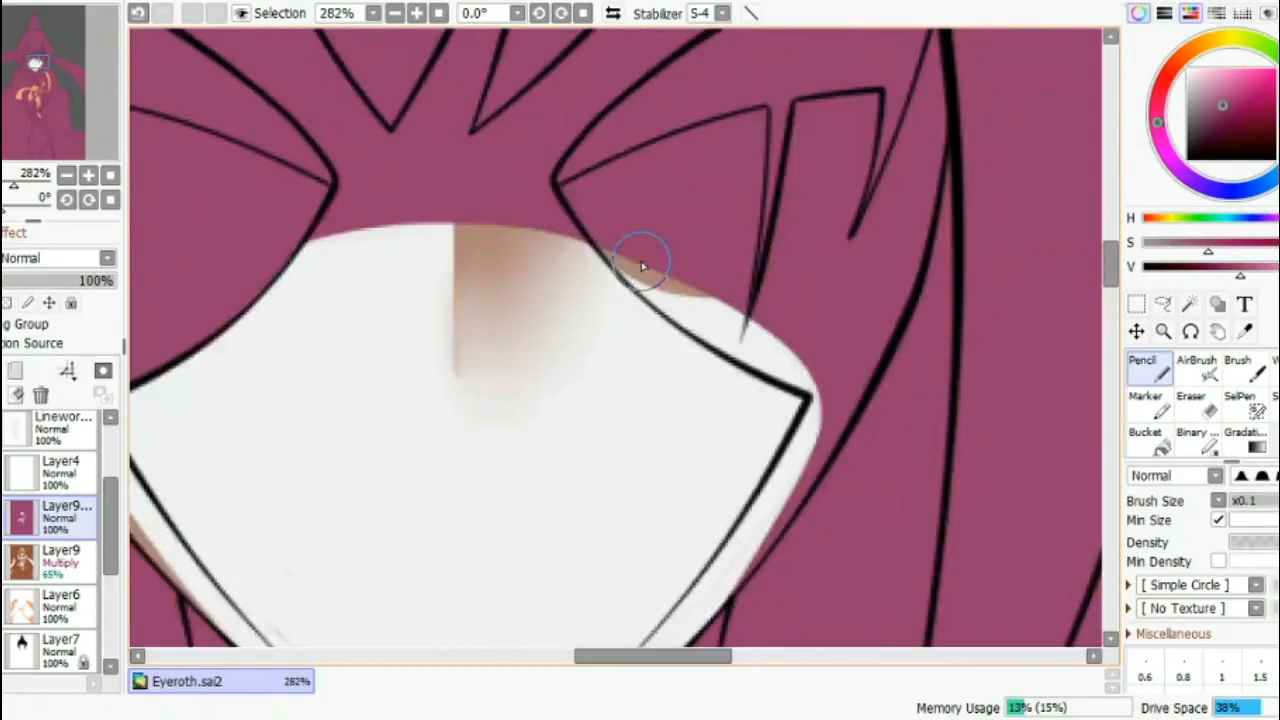 Selection 282% 0.0° Stabilizer S-4
282%
0°
ffect
Normal
100%
ng Group
ion Source
Linewor...
Normal
100%
Layer4
Normal
100%
Layer9...
Normal
100%
Layer9
Multiply
65%
Layer6
Normal
100%
Layer7
Normal
100%
H
S
V
T
Pencil AirBrush Brush
Marker Eraser SelPen
Bucket Binary ... Gradati...
Normal
Brush Size x0.1
Min Size
Density
Min Density
[ Simple Circle ]
[ No Texture ]
Miscellaneous
0.6 0.8 1 1.5
Eyeroth.sai2 282%
Memory Usage 13% (15%) Drive Space 38%